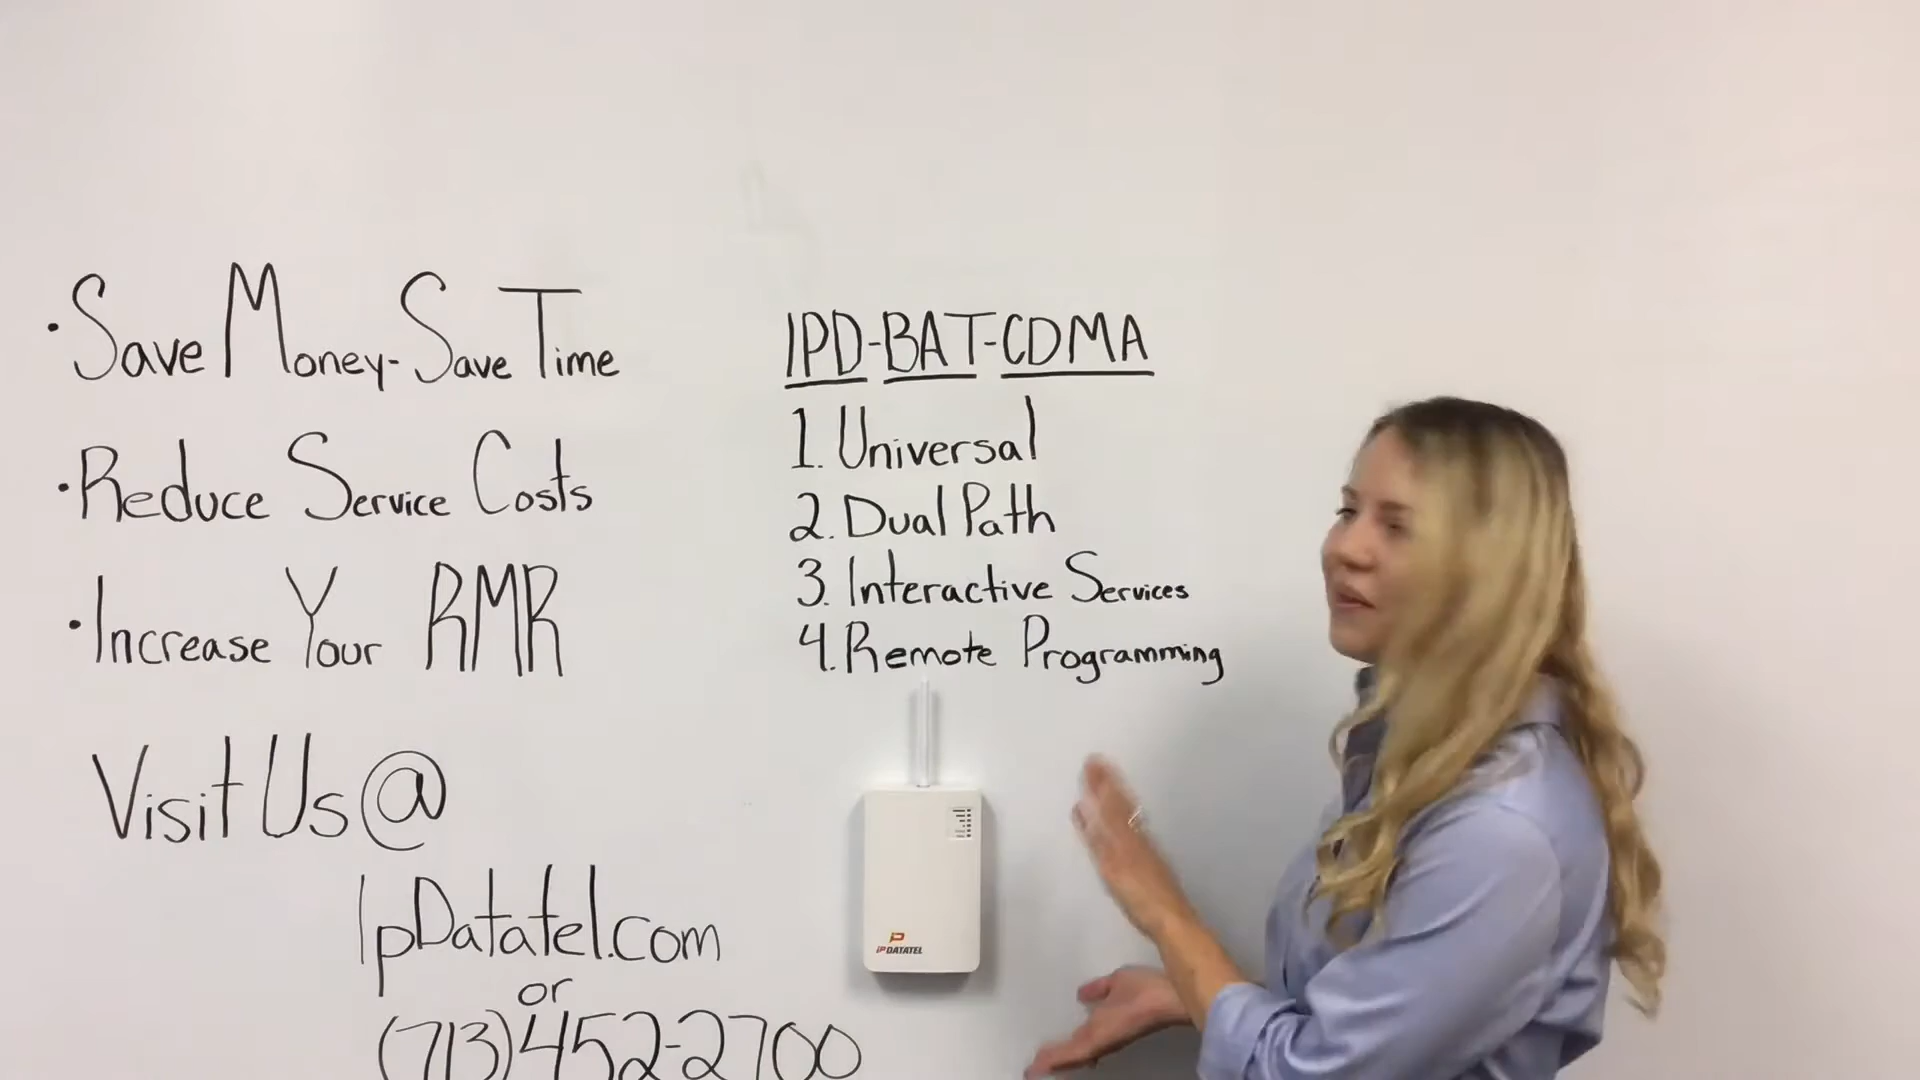 ·Save Money-Save Time
·Reduce Service Costs
·Increase Your RMR
Visit Us@
IpDatatel.com
or
(713)452-2700
IPD-BAT-CDMA
1. Universal
2. Dual Path
3. Interactive Services
4. Remote Programming
iPDATATEL